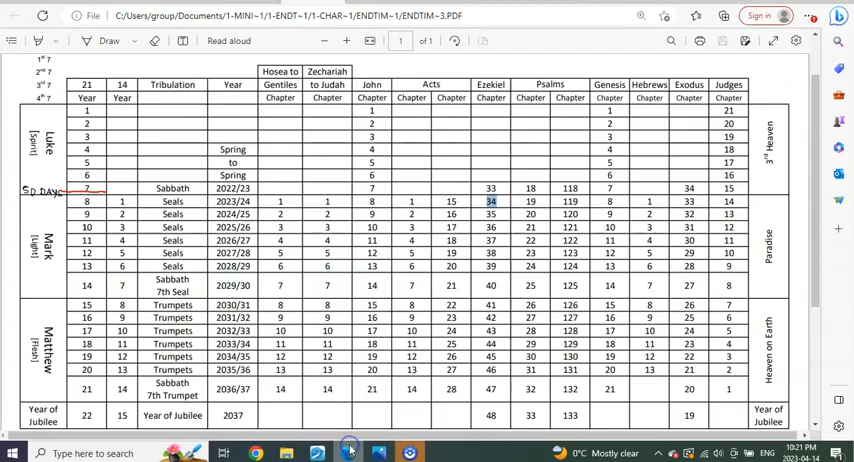 File C:/Users/group/Documents/1-MINI~1/1-ENDT~1/1-CHAR~1/ENDTIM~1/ENDTIM~3.PDF Sign in
Draw Read aloud 1 of 1
1st 7
2nd 7 Hosea to Zechariah
3rd 7 21 14 Tribulation Year Gentiles to Judah John Acts Ezekiel Psalms Genesis Hebrews Exodus Judges
4th 7 Year Year Chapter Chapter Chapter Chapter Chapter Chapter Chapter Chapter Chapter Chapter Chapter Chapter
Luke [Spirit] 3rd Heaven
1 1 1 21
2 2 2 20
3 3 3 19
4 Spring 4 4 18
5 to 5 5 17
6 Spring 6 6 16
50 DAYS 7 Sabbath 2022/23 7 33 18 118 7 34 15
Mark [Light] Paradise
8 1 Seals 2023/24 1 1 8 1 15 34 19 119 8 1 33 14
9 2 Seals 2024/25 2 2 9 2 16 35 20 120 9 2 32 13
10 3 Seals 2025/26 3 3 10 3 17 36 21 121 10 3 31 12
11 4 Seals 2026/27 4 4 11 4 18 37 22 122 11 4 30 11
12 5 Seals 2027/28 5 5 12 5 19 38 23 123 12 5 29 10
13 6 Seals 2028/29 6 6 13 6 20 39 24 124 13 6 28 9
14 7 Sabbath 7th Seal 2029/30 7 7 14 7 21 40 25 125 14 7 27 8
Matthew [Flesh] Heaven on Earth
15 8 Trumpets 2030/31 8 8 15 8 22 41 26 126 15 8 26 7
16 9 Trumpets 2031/32 9 9 16 9 23 42 27 127 16 9 25 6
17 10 Trumpets 2032/33 10 10 17 10 24 43 28 128 17 10 24 5
18 11 Trumpets 2033/34 11 11 18 11 25 44 29 129 18 11 23 4
19 12 Trumpets 2034/35 12 12 19 12 26 45 30 130 19 12 22 3
20 13 Trumpets 2035/36 13 13 20 13 27 46 31 131 20 13 21 2
21 14 Sabbath 7th Trumpet 2036/37 14 14 21 14 28 47 32 132 21 20 1
Year of Jubilee 22 15 Year of Jubilee 2037 48 33 133 19 Year of Jubilee
Type here to search 0°C Mostly clear ENG 10:21 PM 2023-04-14